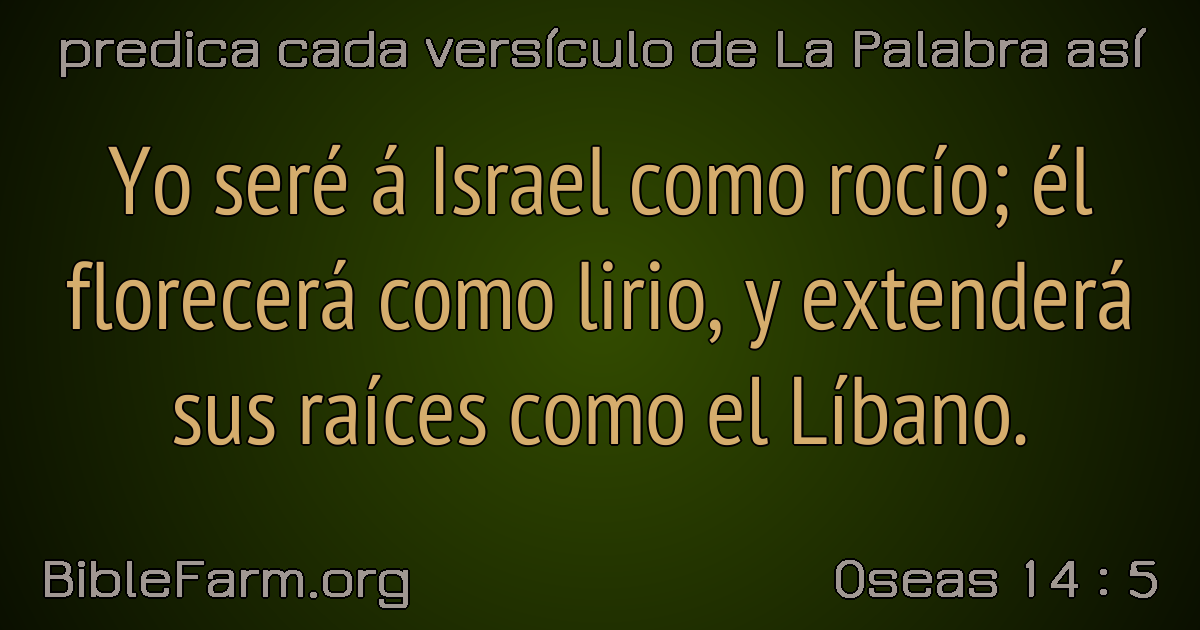 predica cada versículo de La Palabra así
Yo seré á Israel como rocío; él
florecerá como lirio, y extenderá
sus raíces como el Líbano.
BibleFarm.org
Oseas 14 : 5